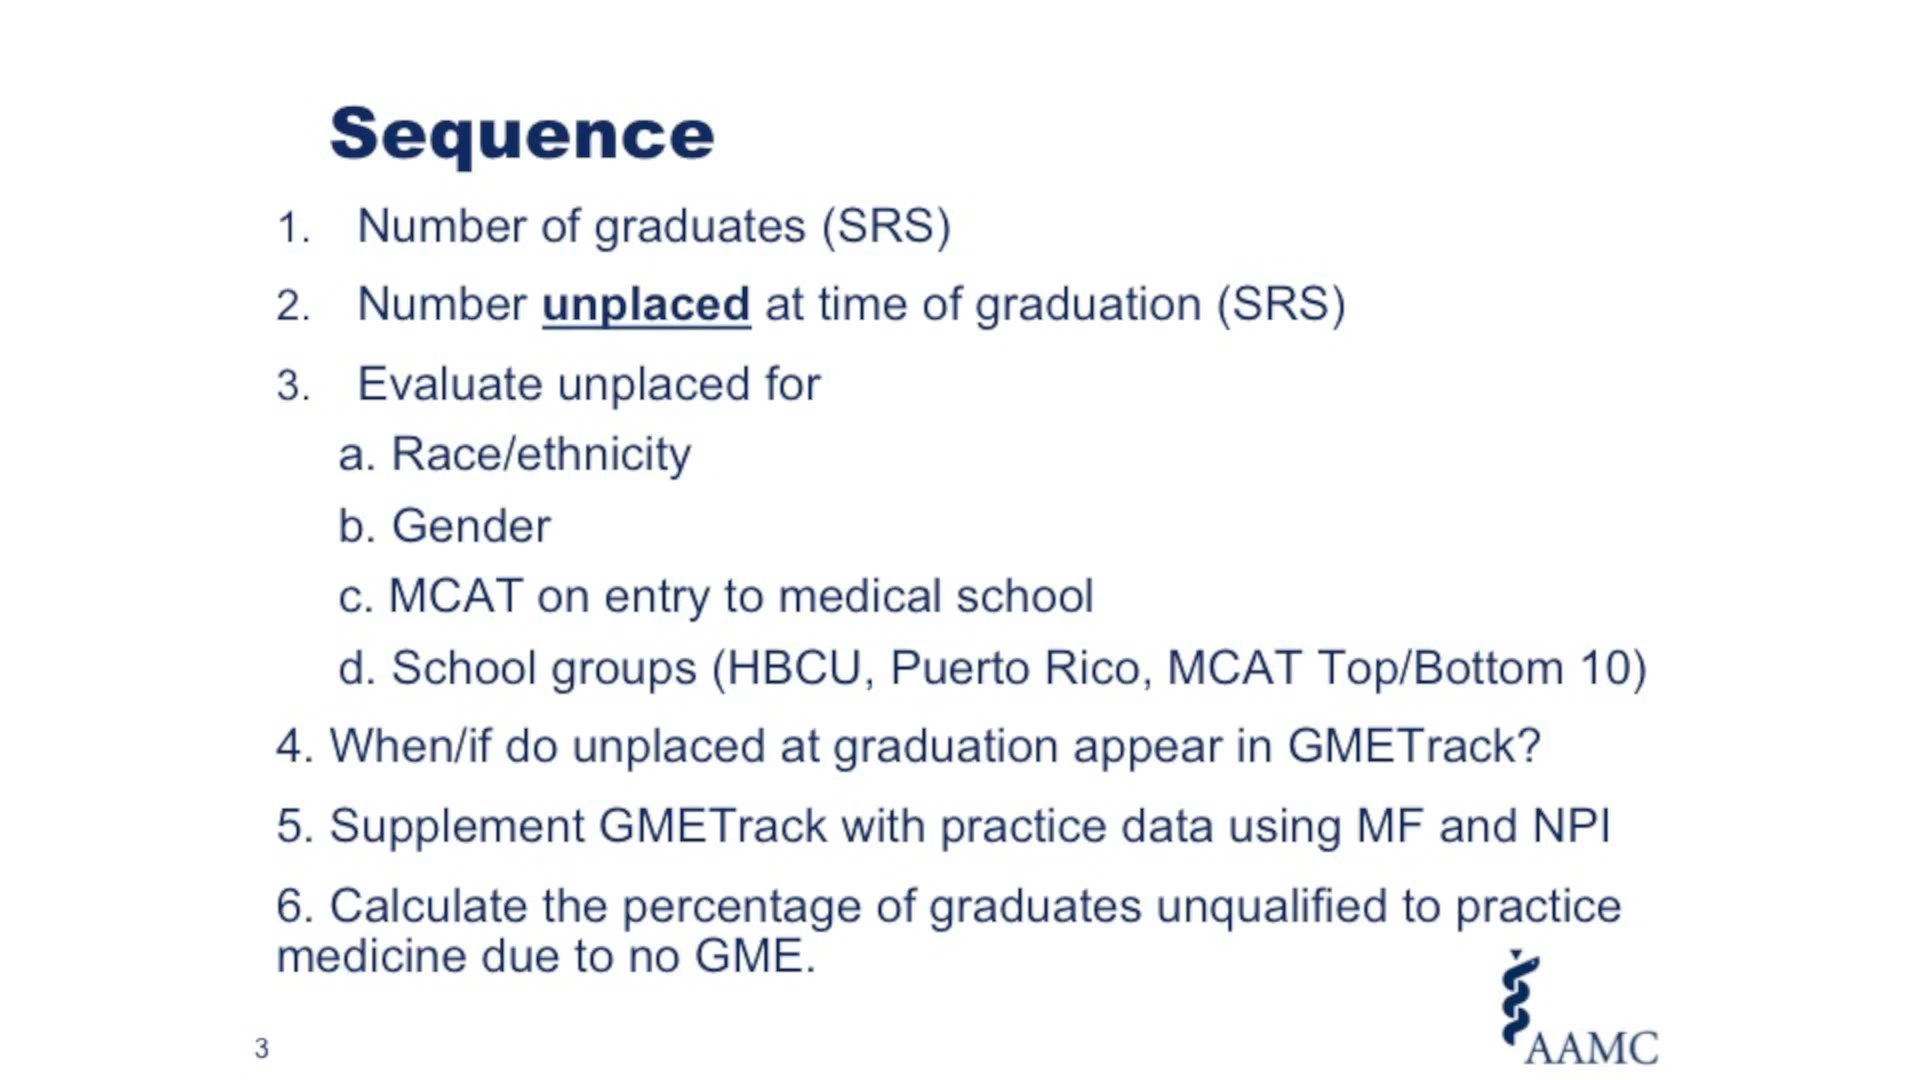 Sequence
1. Number of graduates (SRS)
2. Number unplaced at time of graduation (SRS)
3. Evaluate unplaced for
a. Race/ethnicity
b. Gender
c. MCAT on entry to medical school
d. School groups (HBCU, Puerto Rico, MCAT Top/Bottom 10)
4. When/if do unplaced at graduation appear in GMETrack?
5. Supplement GMETrack with practice data using MF and NPI
6. Calculate the percentage of graduates unqualified to practice
medicine due to no GME.
3
AAMC